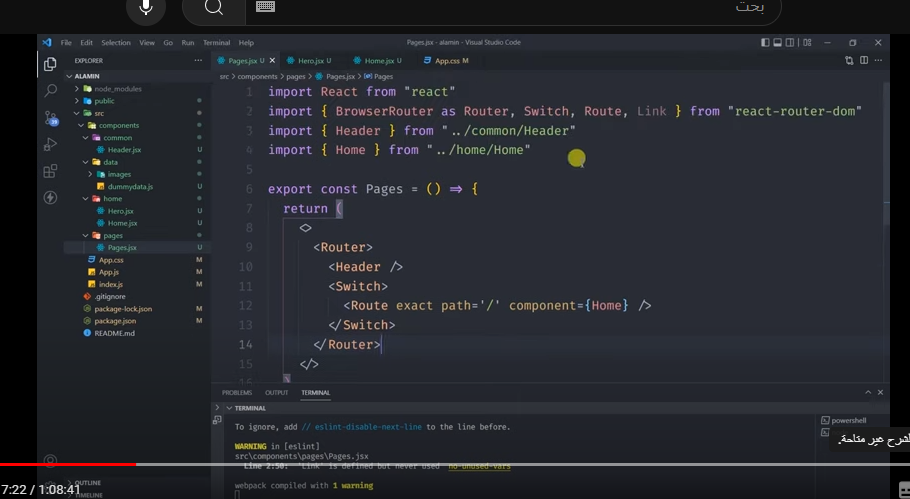 بحث
File Edit Selection View Go Run Terminal Help
Pages.jsx - alamin - Visual Studio Code
EXPLORER
ALAMIN
node_modules
public
src
components
common
Header.jsx U
data
images
dummydata.js U
home
Hero.jsx U
Home.jsx U
pages
Pages.jsx U
App.css M
App.js M
index.js M
.gitignore
package-lock.json M
package.json M
README.md
OUTLINE
TIMELINE
Pages.jsx U Hero.jsx U Home.jsx U App.css M
src > components > pages > Pages.jsx > Pages
1 import React from "react"
2 import { BrowserRouter as Router, Switch, Route, Link } from "react-router-dom"
3 import { Header } from "../common/Header"
4 import { Home } from "../home/Home"
5
6 export const Pages = () => {
7 return (
8 <>
9 <Router>
10 <Header />
11 <Switch>
12 <Route exact path='/' component={Home} />
13 </Switch>
14 </Router>
15 </>
16 )
PROBLEMS OUTPUT TERMINAL
TERMINAL
To ignore, add // eslint-disable-next-line to the line before.
WARNING in [eslint]
src\components\pages\Pages.jsx
Line 2:50: 'Link' is defined but never used no-unused-vars
webpack compiled with 1 warning
powershell
الشرح غير متاحة.
7:22 / 1:08:41